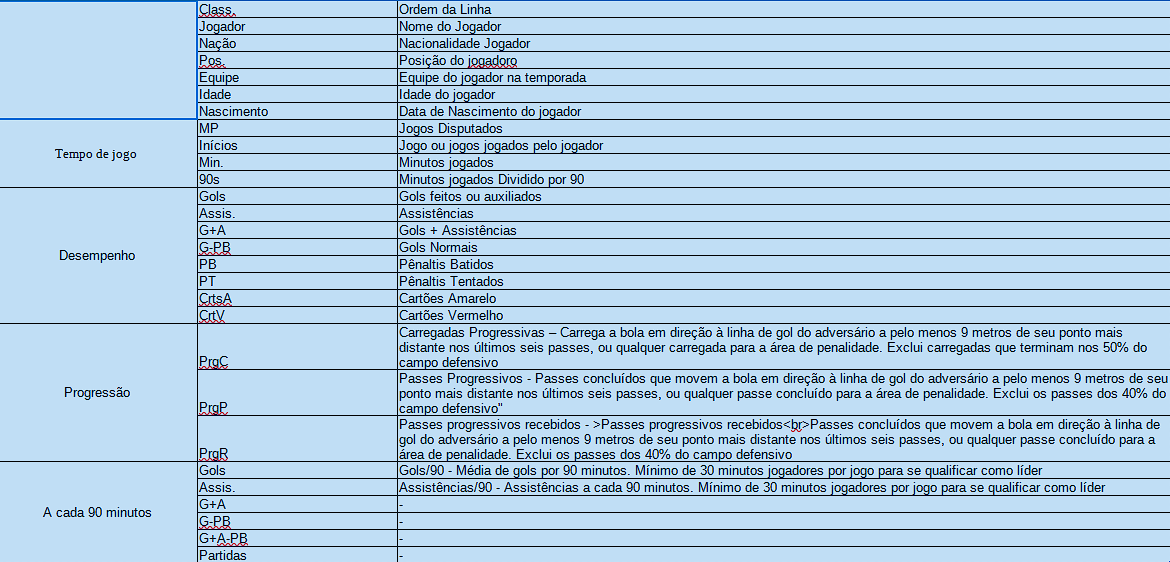 Class. Ordem da Linha
Jogador Nome do Jogador
Nação Nacionalidade Jogador
Pos. Posição do jogadoro
Equipe Equipe do jogador na temporada
Idade Idade do jogador
Nascimento Data de Nascimento do jogador
Tempo de jogo
MP Jogos Disputados
Inícios Jogo ou jogos jogados pelo jogador
Min. Minutos jogados
90s Minutos jogados Dividido por 90
Desempenho
Gols Gols feitos ou auxiliados
Assis. Assistências
G+A Gols + Assistências
G-PB Gols Normais
PB Pênaltis Batidos
PT Pênaltis Tentados
CrtsA Cartões Amarelo
CrtV Cartões Vermelho
Progressão
PrgC Carregadas Progressivas – Carrega a bola em direção à linha de gol do adversário a pelo menos 9 metros de seu ponto mais
distante nos últimos seis passes, ou qualquer carregada para a área de penalidade. Exclui carregadas que terminam nos 50% do
campo defensivo
PrgP Passes Progressivos - Passes concluídos que movem a bola em direção à linha de gol do adversário a pelo menos 9 metros de seu
ponto mais distante nos últimos seis passes, ou qualquer passe concluído para a área de penalidade. Exclui os passes dos 40% do
campo defensivo"
PrgR Passes progressivos recebidos - >Passes progressivos recebidos<br>Passes concluídos que movem a bola em direção à linha de
gol do adversário a pelo menos 9 metros de seu ponto mais distante nos últimos seis passes, ou qualquer passe concluído para a
área de penalidade. Exclui os passes dos 40% do campo defensivo
A cada 90 minutos
Gols Gols/90 - Média de gols por 90 minutos. Mínimo de 30 minutos jogadores por jogo para se qualificar como líder
Assis. Assistências/90 - Assistências a cada 90 minutos. Mínimo de 30 minutos jogadores por jogo para se qualificar como líder
G+A -
G-PB -
G+A-PB -
Partidas -